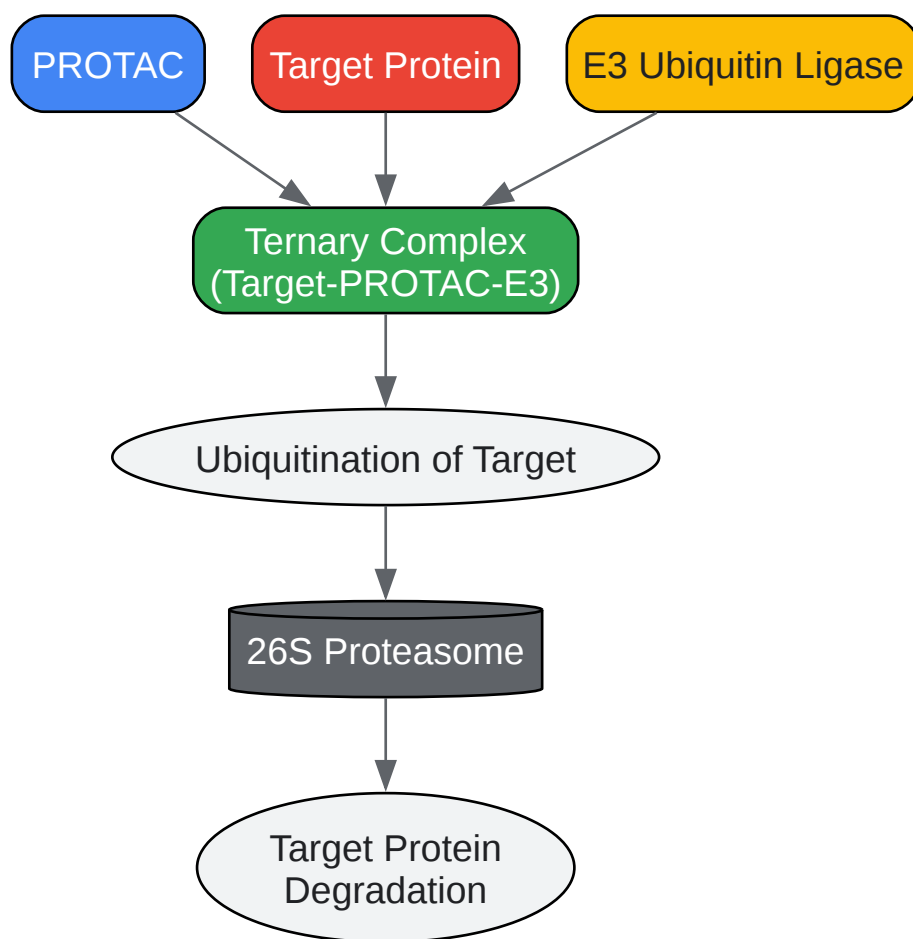 PROTAC
Target Protein
E3 Ubiquitin Ligase
Ternary Complex
(Target-PROTAC-E3)
Ubiquitination of Target
26S Proteasome
Target Protein
Degradation